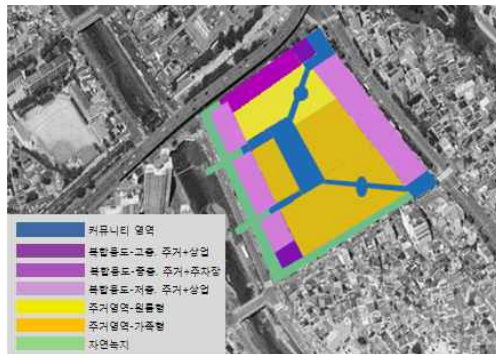 커뮤니티 영역
복합용도-고층. 주거+상업
복합용도-중층. 주거+주차장
복합용도-저층. 주거+상업
주거영역-원룸형
주거영역-가족형
자연녹지